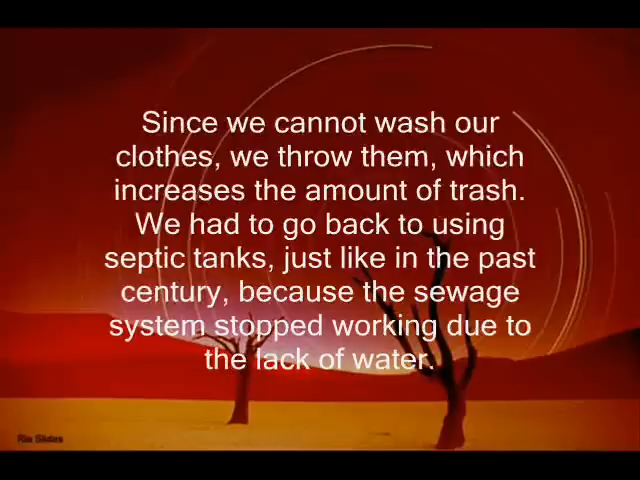 Since we cannot wash our
clothes, we throw them, which
increases the amount of trash.
We had to go back to using
septic tanks, just like in the past
century, because the sewage
system stopped working due to
the lack of water.
Ria Slides